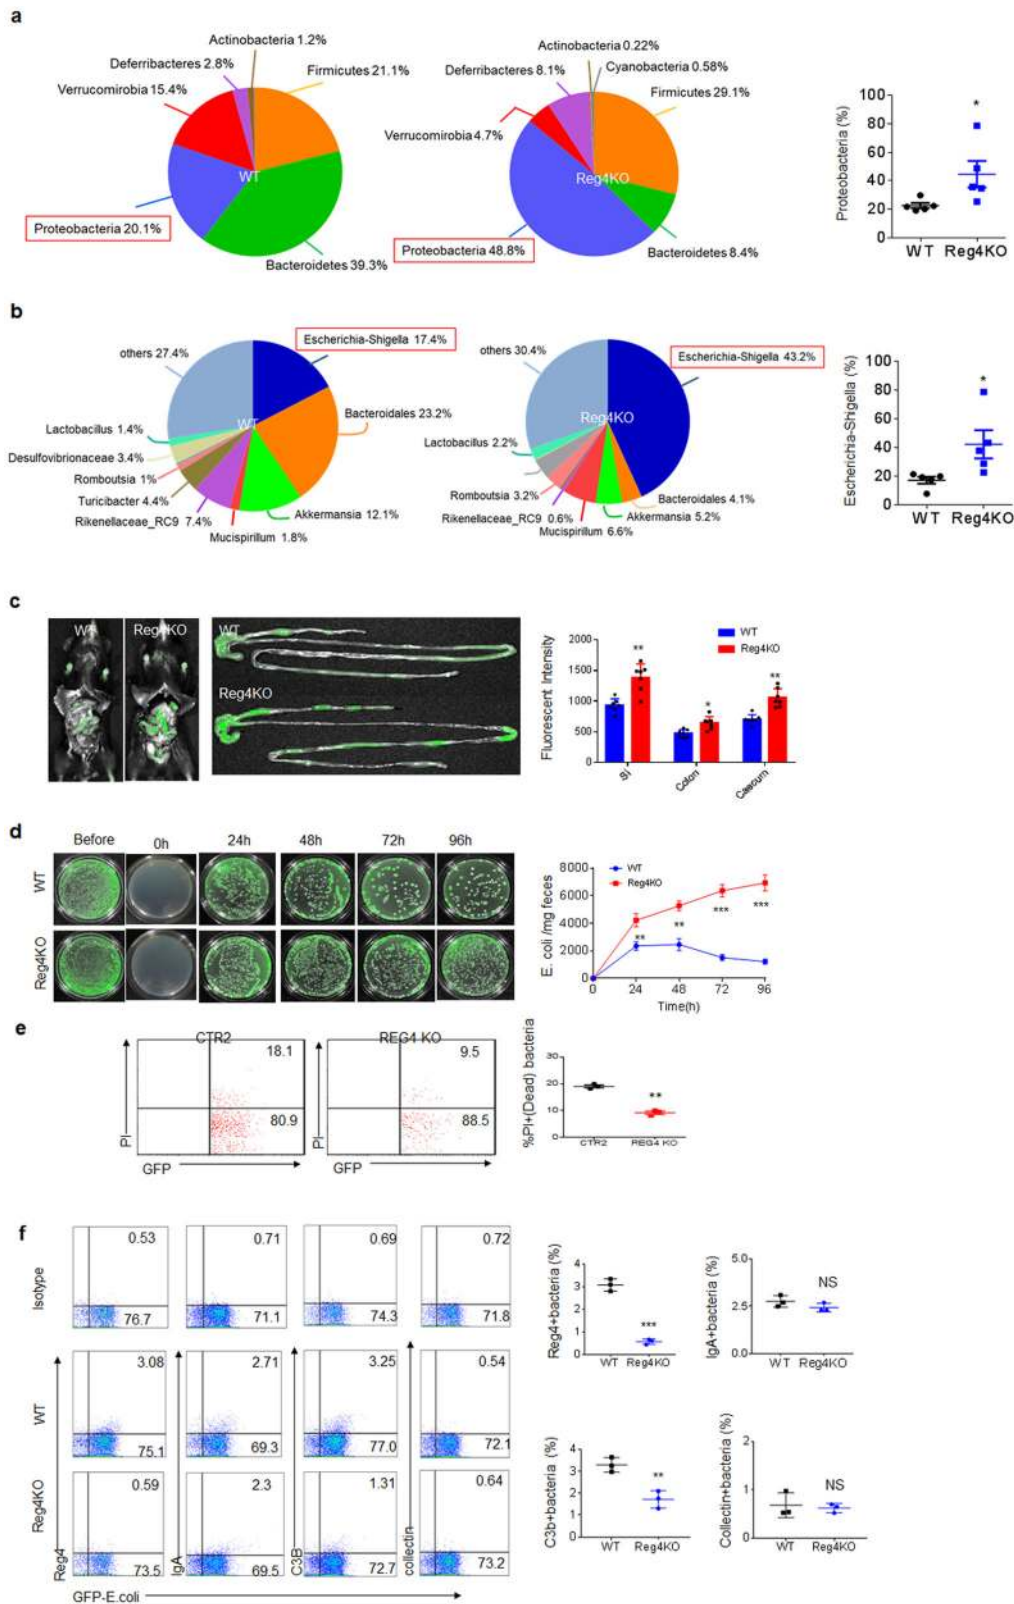 a
Actinobacteria 1.2%
Deferribacteres 2.8%
Verrucomirobia 15.4%
Firmicutes 21.1%
WT
Proteobacteria 20.1%
Bacteroidetes 39.3%
Actinobacteria 0.22%
Deferribacteres 8.1%
Cyanobacteria 0.58%
Firmicutes 29.1%
Verrucomirobia 4.7%
Reg4KO
Proteobacteria 48.8%
Bacteroidetes 8.4%
Proteobacteria (%)
100
80
60
40
20
0
*
WT Reg4KO
b
Escherichia-Shigella 17.4%
others 27.4%
Bacteroidales 23.2%
WT
Lactobacillus 1.4%
Desulfovibrionaceae 3.4%
Romboutsia 1%
Turicibacter 4.4%
Rikenellaceae_RC9 7.4%
Mucispirillum 1.8%
Akkermansia 12.1%
others 30.4%
Escherichia-Shigella 43.2%
Reg4KO
Lactobacillus 2.2%
Romboutsia 3.2%
Rikenellaceae_RC9 0.6%
Mucispirillum 6.6%
Akkermansia 5.2%
Bacteroidales 4.1%
Escherichia-Shigella (%)
100
80
60
40
20
0
*
WT Reg4KO
c
WT
Reg4KO
WT
Reg4KO
Fluorescent Intensity
2000
1500
1000
500
0
WT
Reg4KO
**
*
**
Si
Colon
Caecum
d
Before 0h 24h 48h 72h 96h
WT
Reg4KO
E. coli /mg feces
8000
6000
4000
2000
0
WT
Reg4KO
**
**
***
***
0 24 48 72 96
Time(h)
e
CTR2
18.1
80.9
PI
GFP
REG4 KO
9.5
88.5
PI
GFP
%PI+(Dead) bacteria
30
20
10
0
**
CTR2 REG4 KO
f
Isotype
0.53 0.71 0.69 0.72
76.7 71.1 74.3 71.8
WT
3.08 2.71 3.25 0.54
75.1 69.3 77.0 72.1
Reg4KO
0.59 2.3 1.31 0.64
73.5 69.5 72.7 73.2
Reg4
IgA
C3B
collectin
GFP-E.coli
Reg4+bacteria (%)
4
3
2
1
0
***
WT Reg4KO
IgA+bacteria (%)
5.0
2.5
0.0
NS
WT Reg4KO
C3b+bacteria (%)
4
3
2
1
0
**
WT Reg4KO
Collectin+bacteria (%)
2
1
0
NS
WT Reg4KO